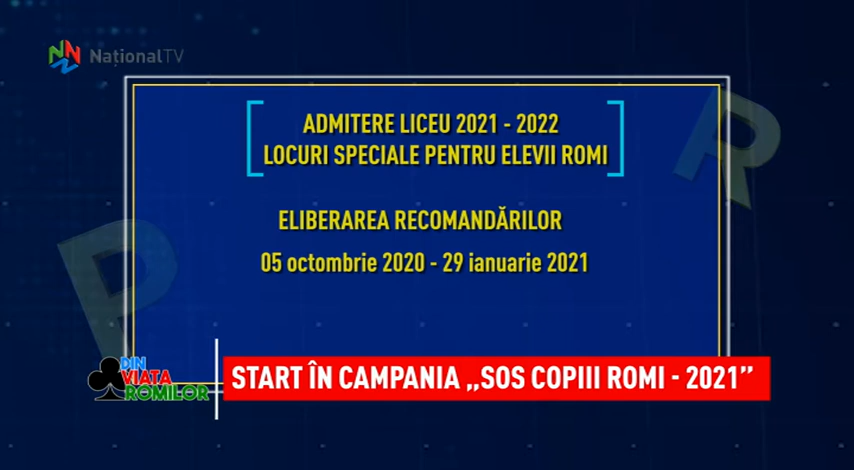 NaționalTV
ADMITERE LICEU 2021 - 2022
LOCURI SPECIALE PENTRU ELEVII ROMI
ELIBERAREA RECOMANDĂRILOR
05 octombrie 2020 - 29 ianuarie 2021
P
R
DIN
VIAȚA
ROMILOR
START ÎN CAMPANIA „SOS COPIII ROMI - 2021”